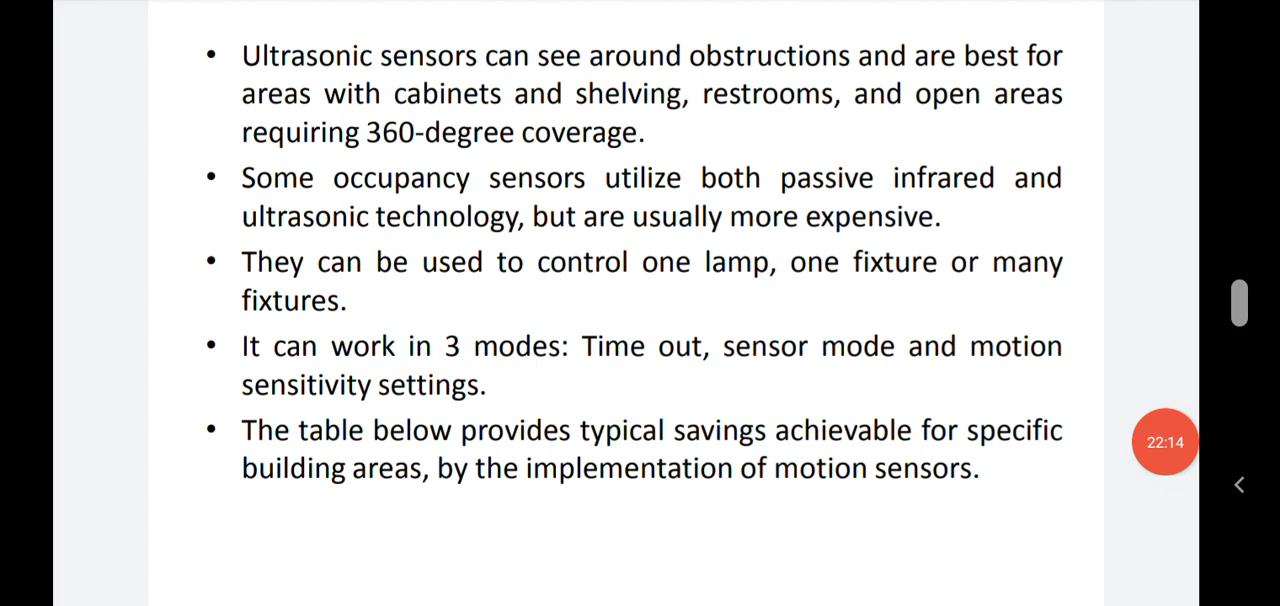 • Ultrasonic sensors can see around obstructions and are best for
areas with cabinets and shelving, restrooms, and open areas
requiring 360-degree coverage.
• Some occupancy sensors utilize both passive infrared and
ultrasonic technology, but are usually more expensive.
• They can be used to control one lamp, one fixture or many
fixtures.
• It can work in 3 modes: Time out, sensor mode and motion
sensitivity settings.
• The table below provides typical savings achievable for specific
building areas, by the implementation of motion sensors.
22:14